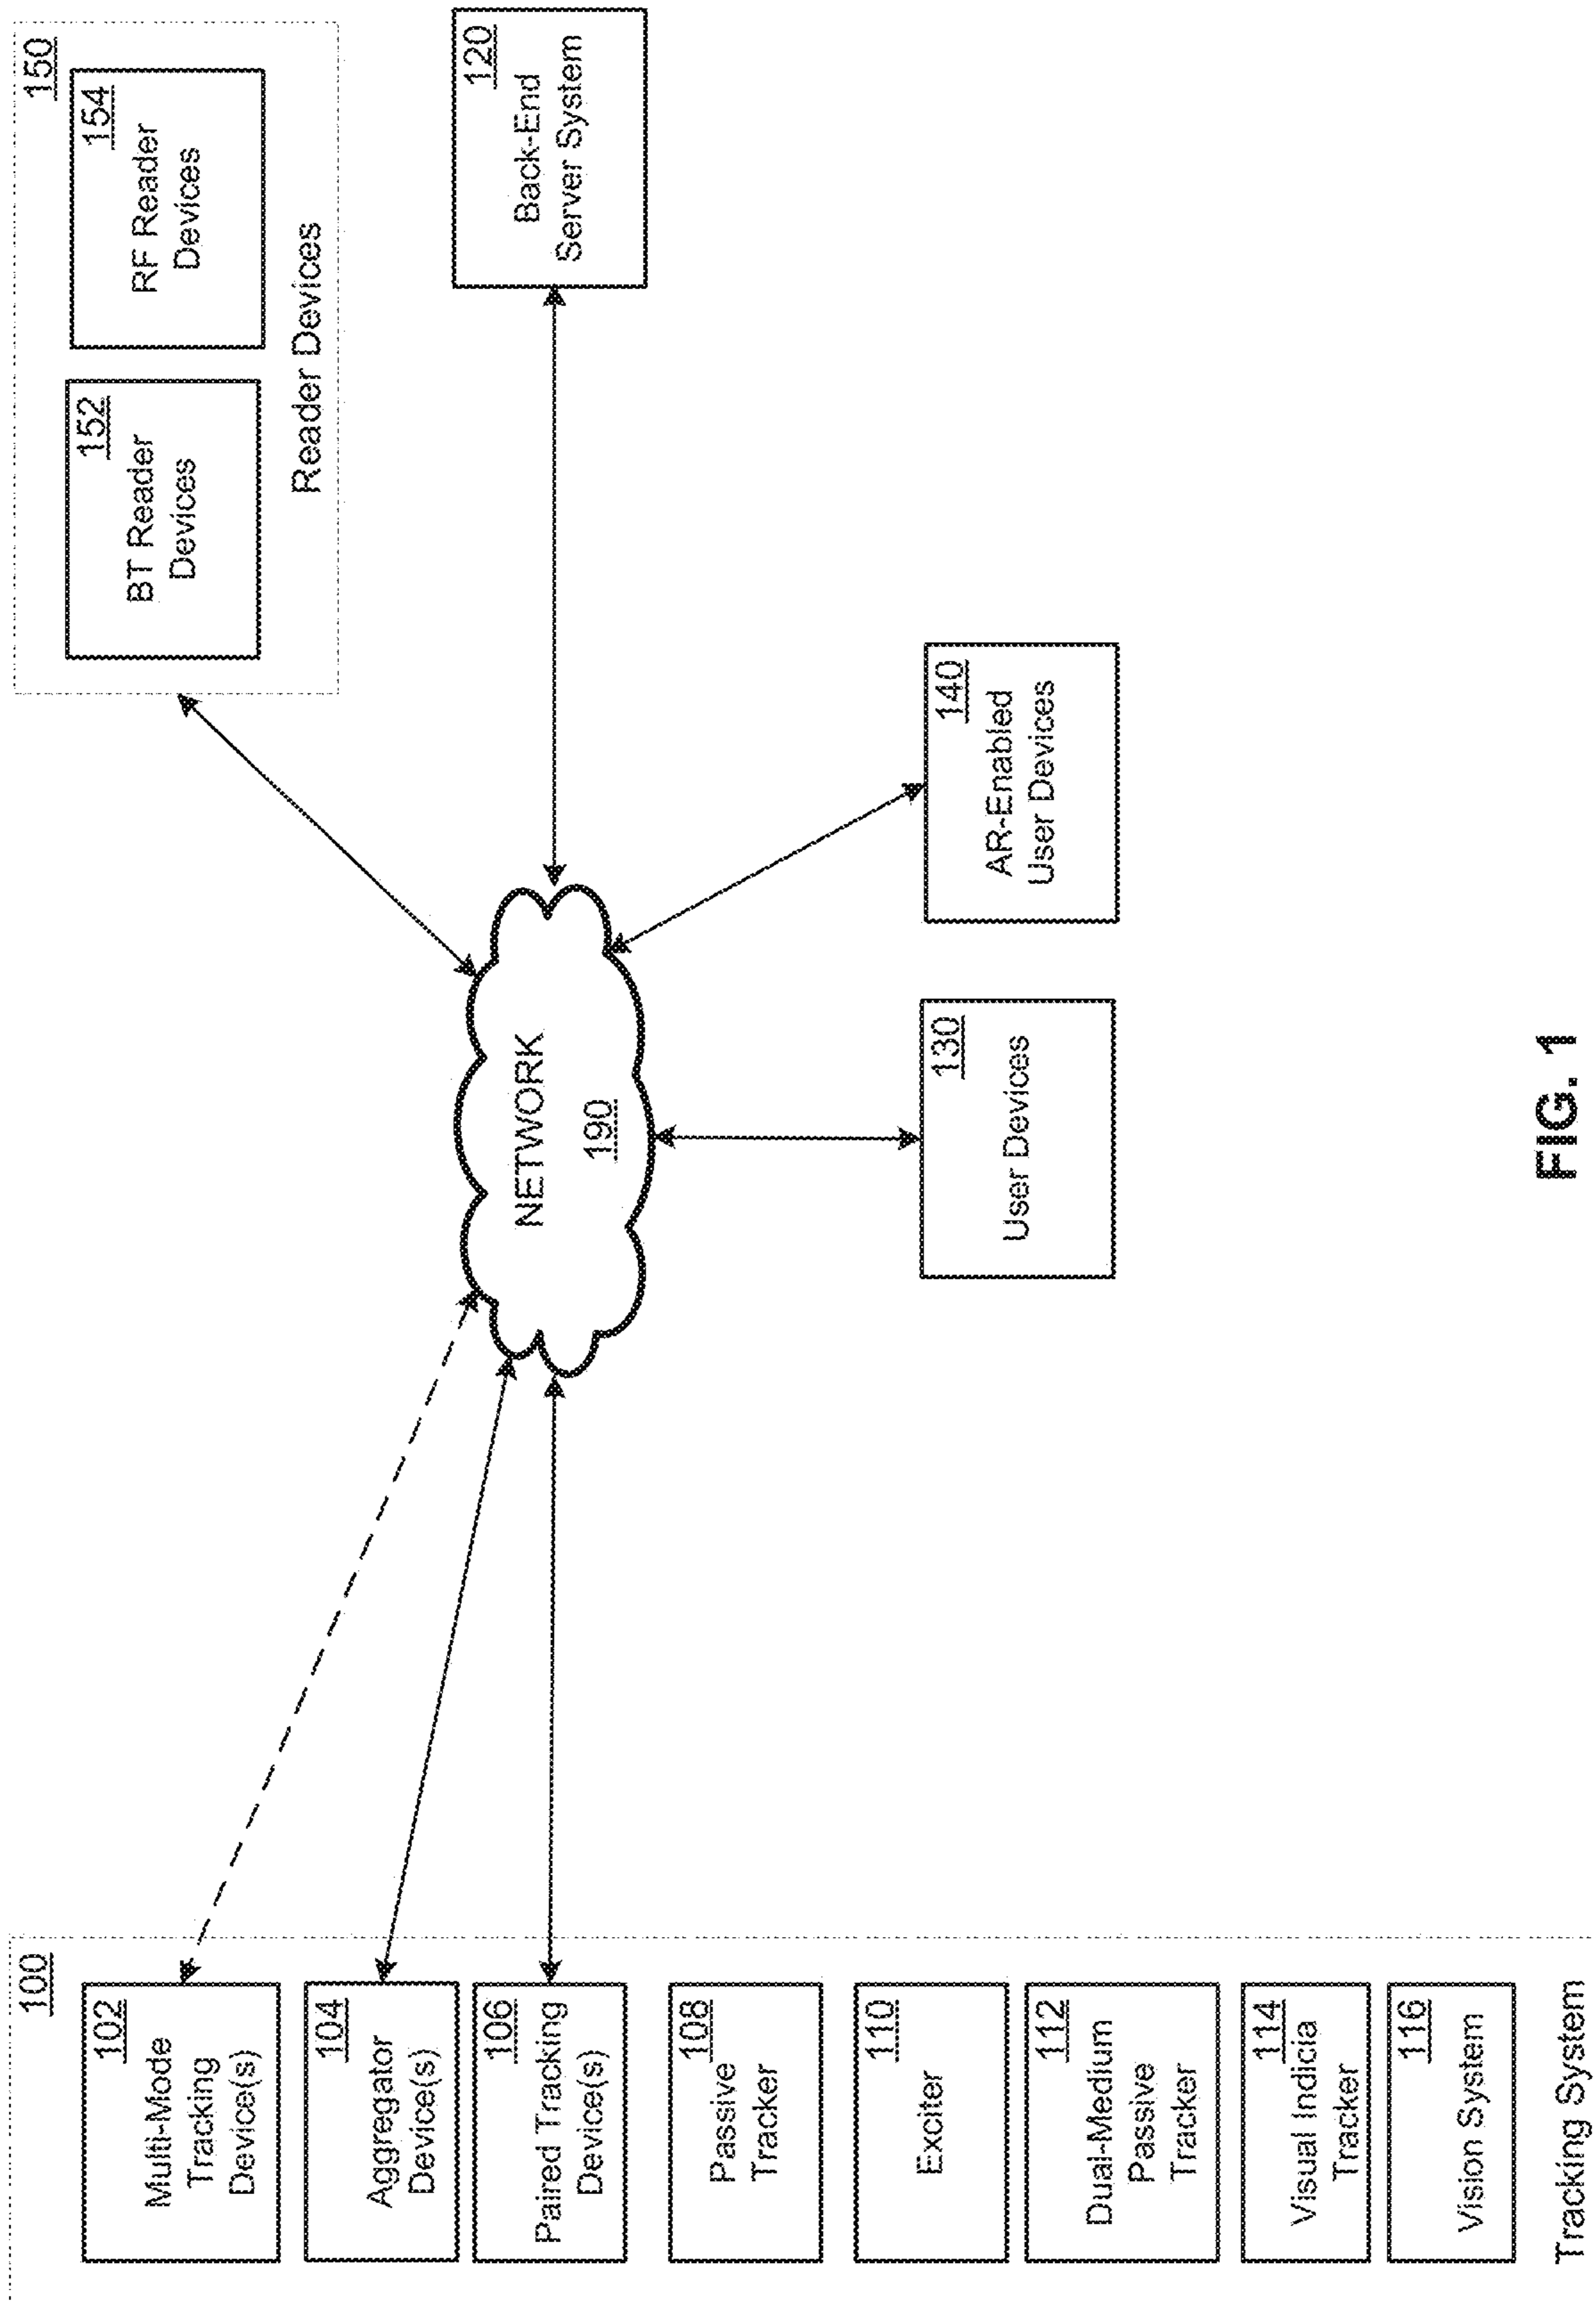 100
102
Multi-Mode
Tracking
Device(s)
104
Aggregator
Device(s)
106
Paired Tracking
Device(s)
108
Passive
Tracker
110
Exciter
112
Dual-Medium
Passive
Tracker
114
Visual Indicia
Tracker
116
Vision System
Tracking System
NETWORK
190
130
User Devices
140
AR-Enabled
User Devices
150
152
BT Reader
Devices
154
RF Reader
Devices
Reader Devices
120
Back-End
Server System
FIG. 1